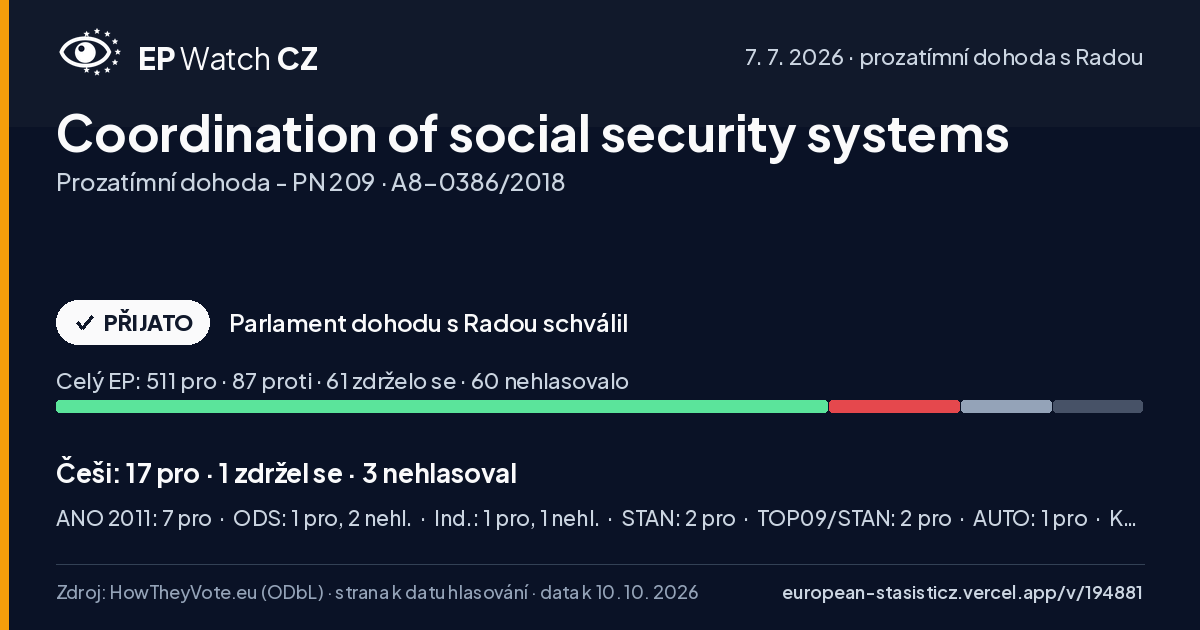 EP Watch CZ
7. 7. 2026 · prozatímní dohoda s Radou
Coordination of social security systems
Prozatímní dohoda - PN 209 · A8–0386/2018
✓ PŘIJATO Parlament dohodu s Radou schválil
Celý EP: 511 pro · 87 proti · 61 zdrželo se · 60 nehlasovalo
Češi: 17 pro · 1 zdržel se · 3 nehlasoval
ANO 2011: 7 pro · ODS: 1 pro, 2 nehl. · Ind.: 1 pro, 1 nehl. · STAN: 2 pro · TOP09/STAN: 2 pro · AUTO: 1 pro · K…
Zdroj: HowTheyVote.eu (ODbL) · strana k datu hlasování · data k 10. 10. 2026
european-stasisticz.vercel.app/v/194881